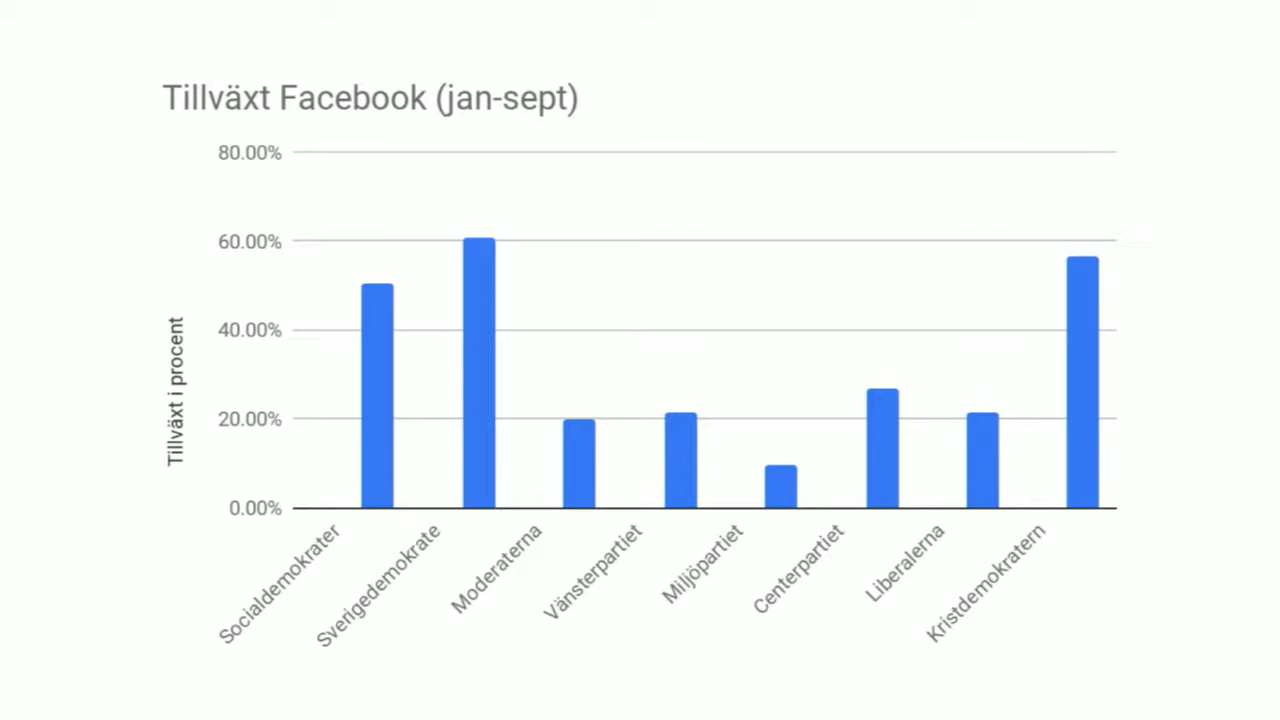 Tillväxt Facebook (jan-sept)
80.00%
60.00%
40.00%
20.00%
0.00%
Tillväxt i procent
Socialdemokrater
Sverigedemokrate
Moderaterna
Vänsterpartiet
Miljöpartiet
Centerpartiet
Liberalerna
Kristdemokratern